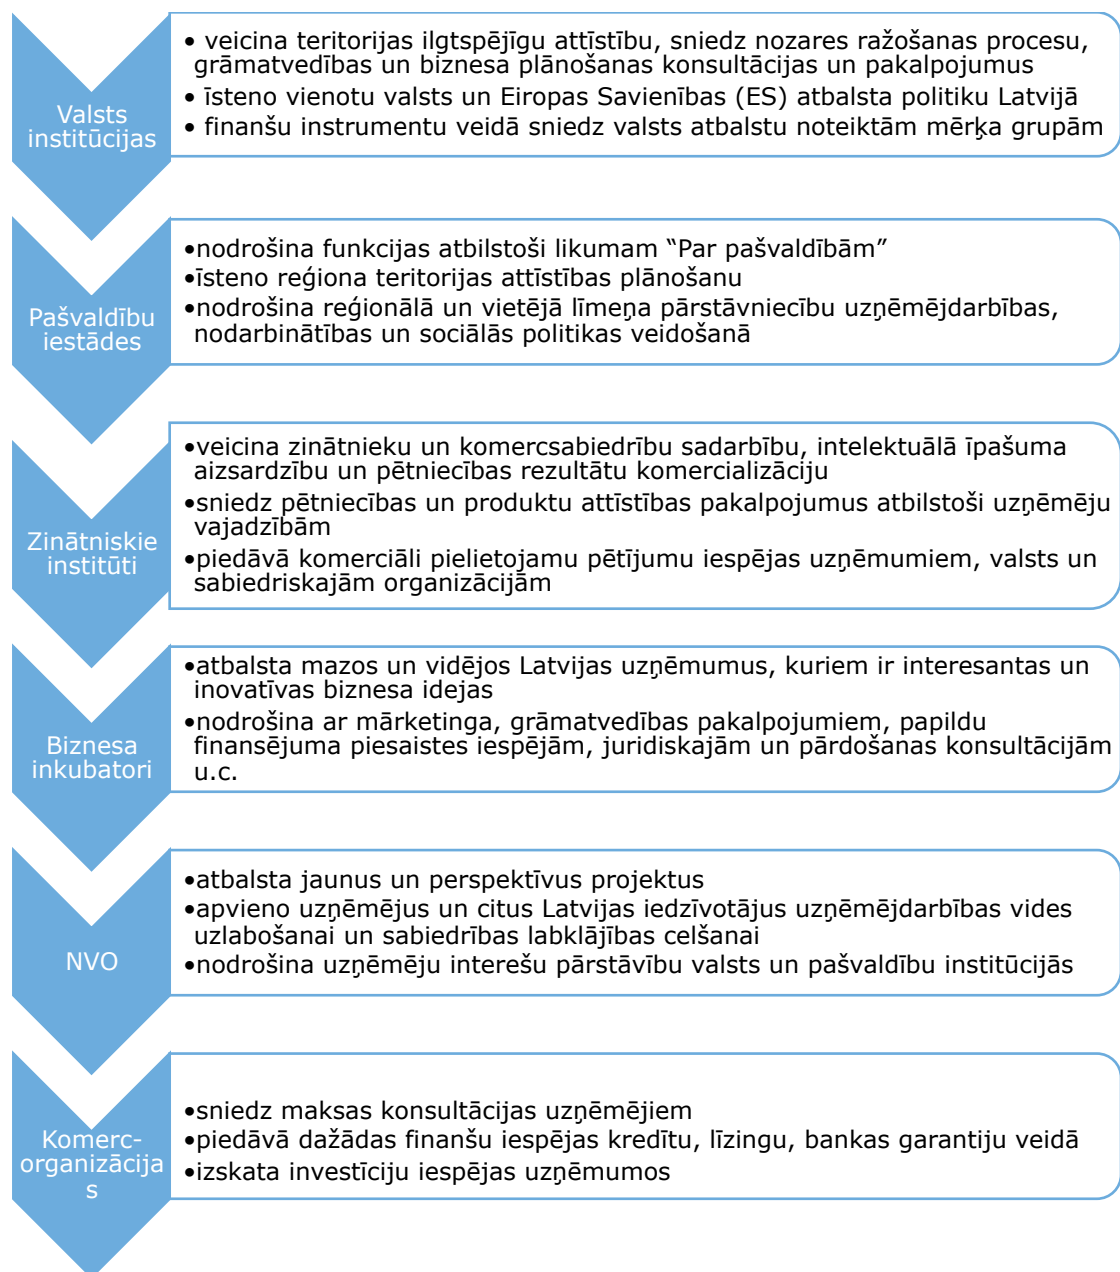 Valsts
institūcijas
• veicina teritorijas ilgtspējīgu attīstību, sniedz nozares ražošanas procesu,
grāmatvedības un biznesa plānošanas konsultācijas un pakalpojumus
• īsteno vienotu valsts un Eiropas Savienības (ES) atbalsta politiku Latvijā
• finanšu instrumentu veidā sniedz valsts atbalstu noteiktām mērķa grupām
Pašvaldību
iestādes
•nodrošina funkcijas atbilstoši likumam “Par pašvaldībām”
•īsteno reģiona teritorijas attīstības plānošanu
•nodrošina reģionālā un vietējā līmeņa pārstāvniecību uzņēmējdarbības,
nodarbinātības un sociālās politikas veidošanā
Zinātniskie
institūti
•veicina zinātnieku un komercsabiedrību sadarbību, intelektuālā īpašuma
aizsardzību un pētniecības rezultātu komercializāciju
•sniedz pētniecības un produktu attīstības pakalpojumus atbilstoši uzņēmēju
vajadzībām
•piedāvā komerciāli pielietojamu pētījumu iespējas uzņēmumiem, valsts un
sabiedriskajām organizācijām
Biznesa
inkubatori
•atbalsta mazos un vidējos Latvijas uzņēmumus, kuriem ir interesantas un
inovatīvas biznesa idejas
•nodrošina ar mārketinga, grāmatvedības pakalpojumiem, papildu
finansējuma piesaistes iespējām, juridiskajām un pārdošanas konsultācijām
u.c.
NVO
•atbalsta jaunus un perspektīvus projektus
•apvieno uzņēmējus un citus Latvijas iedzīvotājus uzņēmējdarbības vides
uzlabošanai un sabiedrības labklājības celšanai
•nodrošina uzņēmēju interešu pārstāvību valsts un pašvaldību institūcijās
Komerc-
organizācija
s
•sniedz maksas konsultācijas uzņēmējiem
•piedāvā dažādas finanšu iespējas kredītu, līzingu, bankas garantiju veidā
•izskata investīciju iespējas uzņēmumos